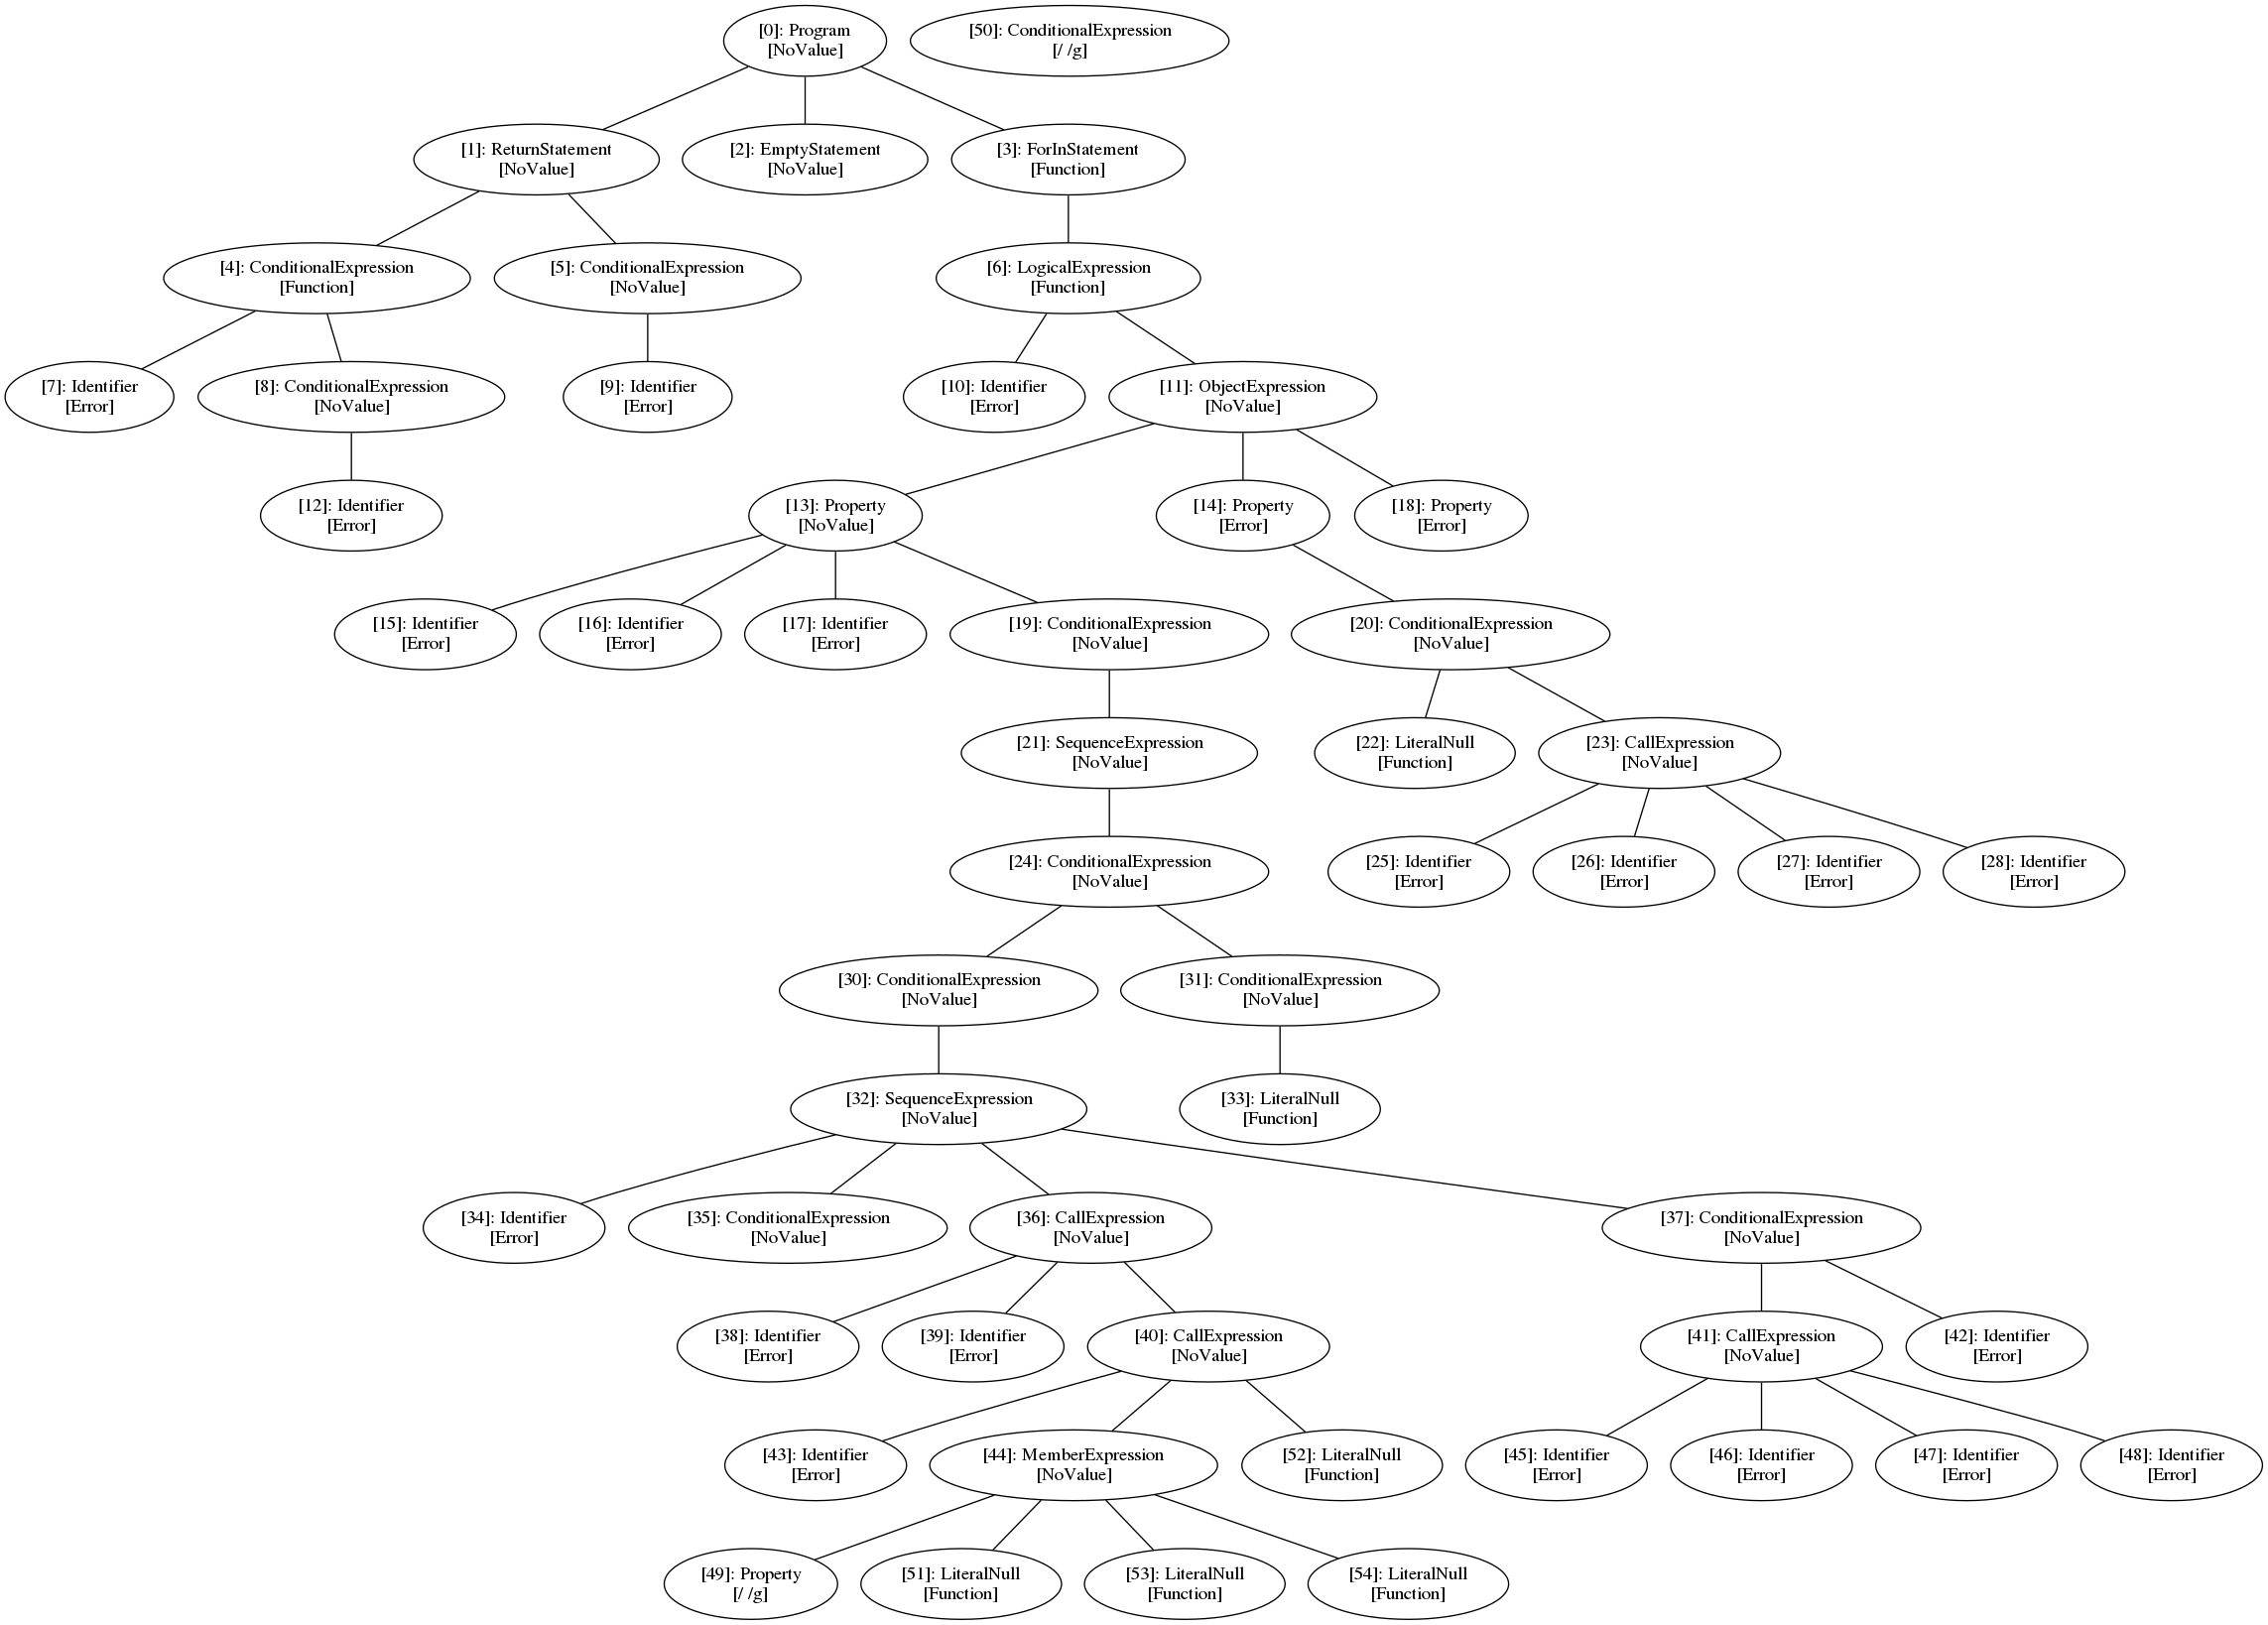 [0]: Program
[NoValue]
[50]: ConditionalExpression
[/ /g]
[1]: ReturnStatement
[NoValue]
[2]: EmptyStatement
[NoValue]
[3]: ForInStatement
[Function]
[4]: ConditionalExpression
[Function]
[5]: ConditionalExpression
[NoValue]
[6]: LogicalExpression
[Function]
[7]: Identifier
[Error]
[8]: ConditionalExpression
[NoValue]
[9]: Identifier
[Error]
[10]: Identifier
[Error]
[11]: ObjectExpression
[NoValue]
[12]: Identifier
[Error]
[13]: Property
[NoValue]
[14]: Property
[Error]
[18]: Property
[Error]
[15]: Identifier
[Error]
[16]: Identifier
[Error]
[17]: Identifier
[Error]
[19]: ConditionalExpression
[NoValue]
[20]: ConditionalExpression
[NoValue]
[21]: SequenceExpression
[NoValue]
[22]: LiteralNull
[Function]
[23]: CallExpression
[NoValue]
[24]: ConditionalExpression
[NoValue]
[25]: Identifier
[Error]
[26]: Identifier
[Error]
[27]: Identifier
[Error]
[28]: Identifier
[Error]
[30]: ConditionalExpression
[NoValue]
[31]: ConditionalExpression
[NoValue]
[32]: SequenceExpression
[NoValue]
[33]: LiteralNull
[Function]
[34]: Identifier
[Error]
[35]: ConditionalExpression
[NoValue]
[36]: CallExpression
[NoValue]
[37]: ConditionalExpression
[NoValue]
[38]: Identifier
[Error]
[39]: Identifier
[Error]
[40]: CallExpression
[NoValue]
[41]: CallExpression
[NoValue]
[42]: Identifier
[Error]
[43]: Identifier
[Error]
[44]: MemberExpression
[NoValue]
[52]: LiteralNull
[Function]
[45]: Identifier
[Error]
[46]: Identifier
[Error]
[47]: Identifier
[Error]
[48]: Identifier
[Error]
[49]: Property
[/ /g]
[51]: LiteralNull
[Function]
[53]: LiteralNull
[Function]
[54]: LiteralNull
[Function]